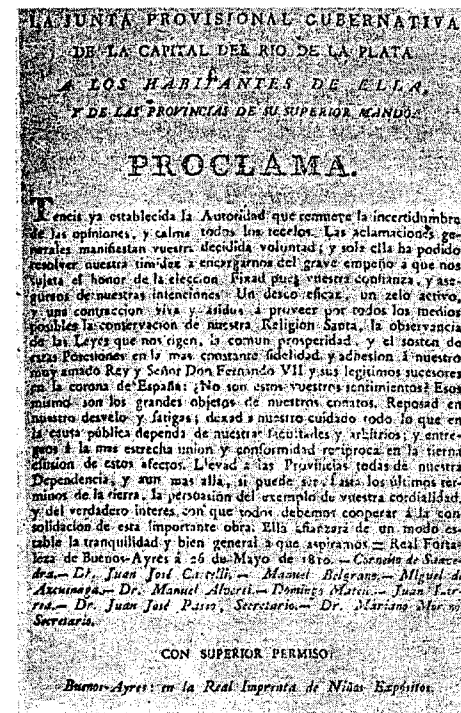 LA JUNTA PROVISIONAL GUBERNATIVA
DE LA CAPITAL DEL RIO DE LA PLATA
A LOS HABITANTES DE ELLA,
Y DE LAS PROVINCIAS DE SU SUPERIOR MANDO.
PROCLAMA.
Teneis ya establecida la Autoridad que remueve la incertidumbre
de las opiniones, y calma todos los recelos. Las aclamaciones ge-
nerales manifiestan vuestra decidida voluntad; y sola ella ha podido
resolver nuestra timidez a encargarnos del grave empeño a que nos
sujeta el honor de la eleccion. Fixad pues vuestra confianza, y ase-
guraos de nuestras intenciones. Un deseo eficaz, un zelo activo,
y una contraccion viva y asidua à proveer por todos los medios
posibles la conservacion de nuestra Religion Santa, la observancia
de las Leyes que nos rigen, la comun prosperidad, y el sosten de
estas Posesiones en la mas constante fidelidad y adhesion á nuestro
muy amado Rey y Señor Don Fernando VII y sus legitimos sucesores
en la corona de España: ¿No son estos vuestros sentimientos? Esos
mismos son los grandes objetos de nuestros conatos. Reposad en
nuestro desvelo y fatigas; dexad a nuestro cuidado todo lo que en
la causa pública dependa de nuestras facultades y arbitrios; y entre-
gaos á la mas estrecha union y conformidad reciproca en la tierna
efusion de estos afectos. Llevad a las Provincias todas de nuestra
Dependencia, y aun mas alla, si puede ser, hasta los últimos ter-
minos de la tierra, la persuasion del exemplo de vuestra cordialidad,
y del verdadero interes con que todos debemos cooperar á la con-
solidacion de esta importante obra. Ella afianzará de un modo es-
table la tranquilidad y bien general à que aspiramos = Real Forta-
leza de Buenos-Ayres á 26 de Mayo de 1810. — Cornelio de Saave-
dra. — Dr. Juan José Castelli, — Manuel Belgrano. — Miguel de
Azcuenaga. — Dr. Manuel Alberti. — Domingo Mateu. — Juan Lar-
rea. — Dr. Juan José Passo, Secretario. — Dr. Mariano Moreno
Secretario.
CON SUPERIOR PERMISO:
Buenos-Ayres: en la Real Imprenta de Niños Expósitos.